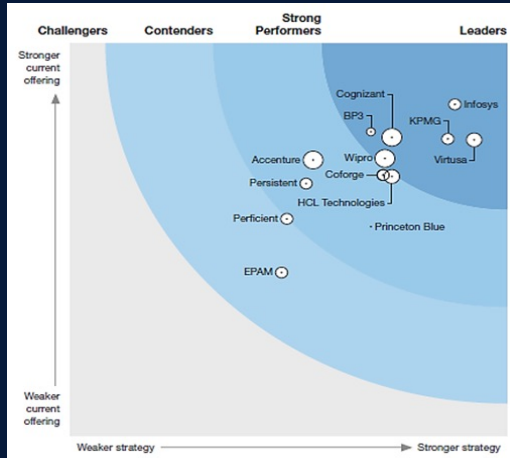 Challengers
Contenders
Strong
Performers
Leaders
Stronger
current
offering
Cognizant
Infosys
BP3
KPMG
Accenture
Wipro
Virtusa
Coforge
Persistent
HCL Technologies
Perficient
Princeton Blue
EPAM
Weaker
current
offering
Weaker strategy
Stronger strategy